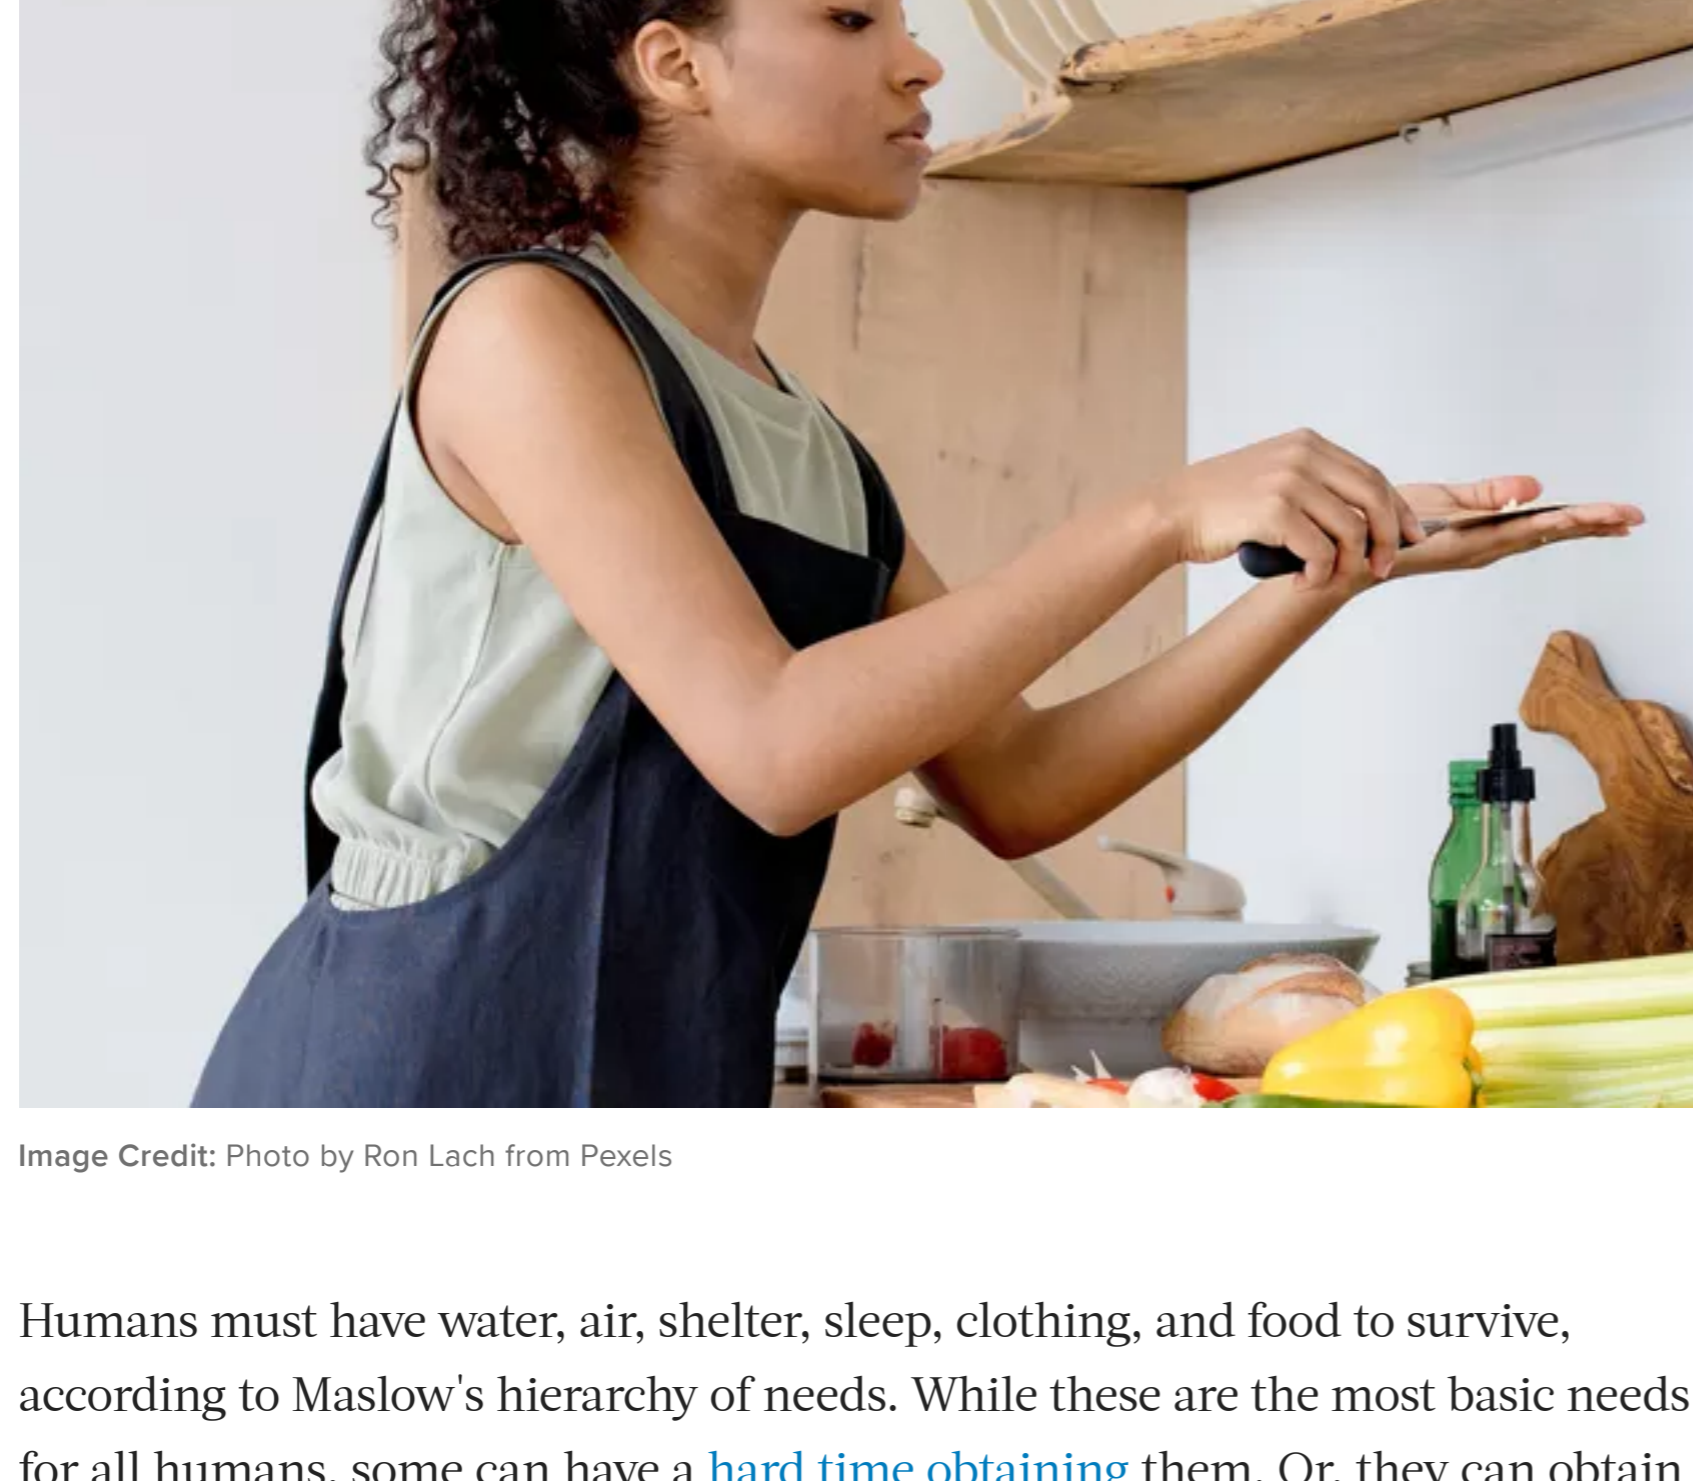 Image Credit: Photo by Ron Lach from Pexels
Humans must have water, air, shelter, sleep, clothing, and food to survive,
according to Maslow's hierarchy of needs. While these are the most basic needs
for all humans, some can have a hard time obtaining them. Or, they can obtain